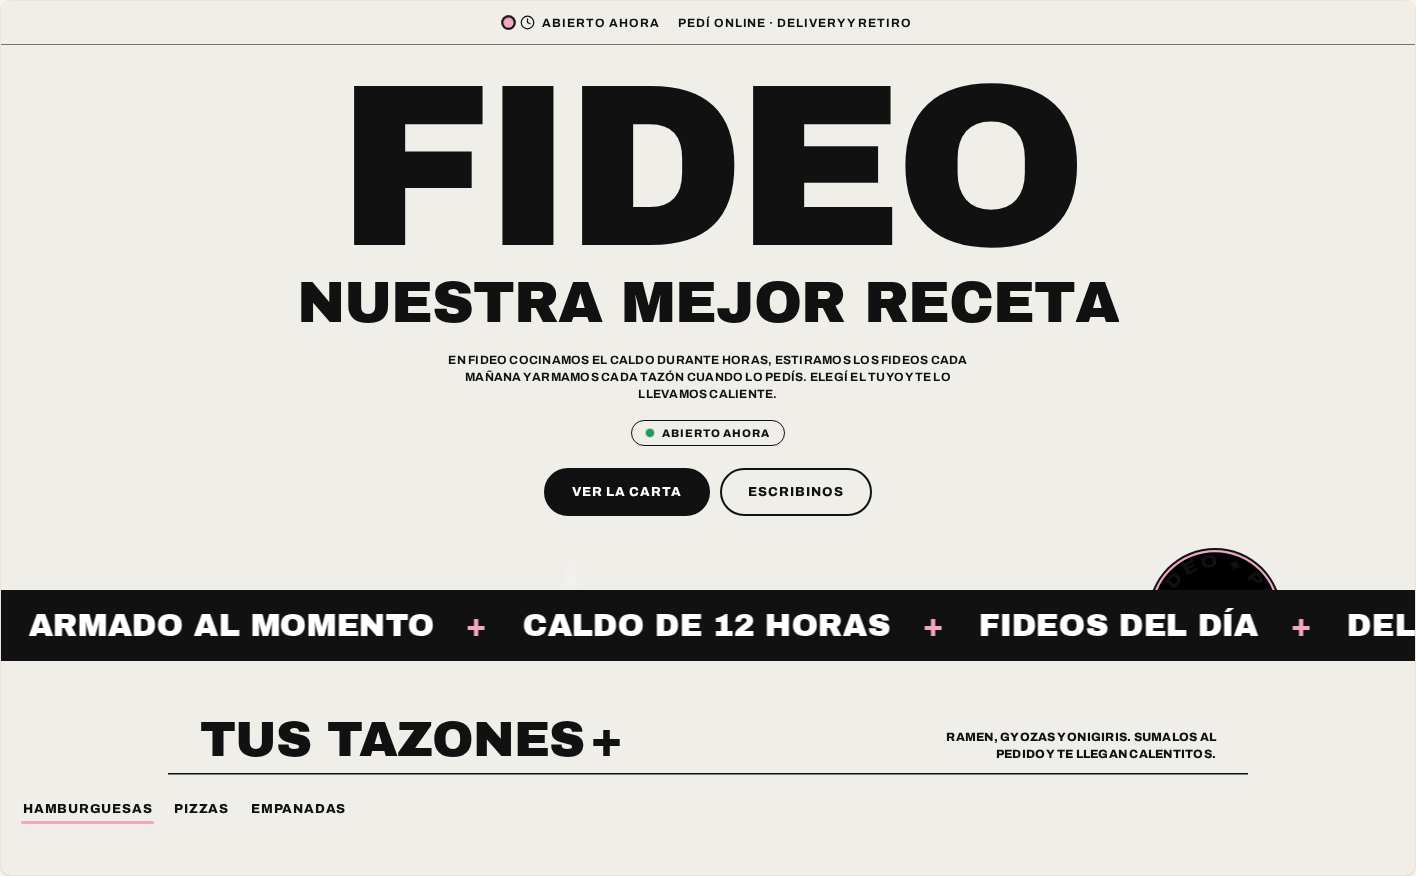 ABIERTO AHORA PEDÍ ONLINE · DELIVERY Y RETIRO
FIDEO
NUESTRA MEJOR RECETA
EN FIDEO COCINAMOS EL CALDO DURANTE HORAS, ESTIRAMOS LOS FIDEOS CADA
MAÑANA Y ARMAMOS CADA TAZÓN CUANDO LO PEDÍS. ELEGÍ EL TUYO Y TE LO
LLEVAMOS CALIENTE.
ABIERTO AHORA
VER LA CARTA
ESCRIBINOS
ARMADO AL MOMENTO + CALDO DE 12 HORAS + FIDEOS DEL DÍA + DEL
TUS TAZONES +
RAMEN, GYOZAS Y ONIGIRIS. SUMALOS AL
PEDIDO Y TE LLEGAN CALENTITOS.
HAMBURGUESAS PIZZAS EMPANADAS